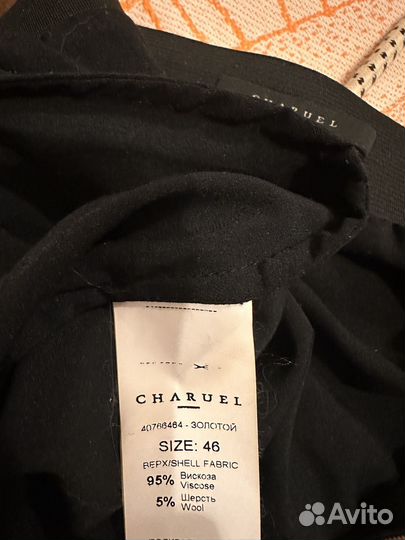 CHARUEL
CHARUEL
40766464 - ЗОЛОТОЙ
SIZE: 46
ВЕРХ/SHELL FABRIC
95% Вискоза
Viscose
5% Шерсть
Wool
Avito